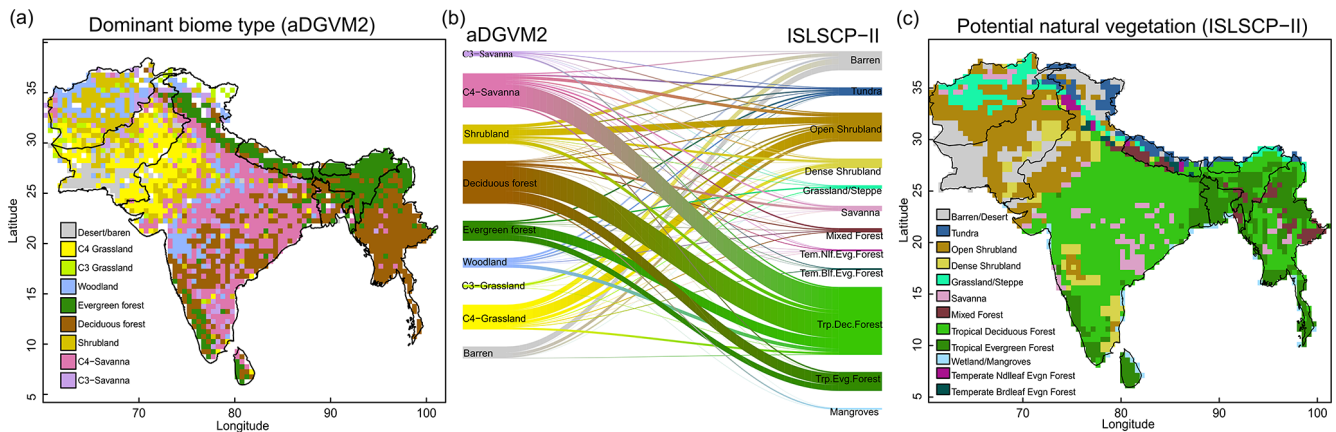 (a)
Dominant biome type (aDGVM2)
35
30
25
20
15
10
5
Latitude
Desert/baren
C4 Grassland
C3 Grassland
Woodland
Evergreen forest
Deciduous forest
Shrubland
C4−Savanna
C3−Savanna
70
80
90
100
Longitude
(b)
aDGVM2
ISLSCP−II
C3−Savanna
C4−Savanna
Shrubland
Deciduous forest
Evergreen forest
Woodland
C3−Grassland
C4−Grassland
Barren
Barren
Tundra
Open Shrubland
Dense Shrubland
Grassland/Steppe
Savanna
Mixed Forest
Tem.Nlf.Evg.Forest
Tem.Blf.Evg.Forest
Trp.Dec.Forest
Trp.Evg.Forest
Mangroves
(c)
Potential natural vegetation (ISLSCP−II)
35
30
25
20
15
10
5
Latitude
Barren/Desert
Tundra
Open Shrubland
Dense Shrubland
Grassland/Steppe
Savanna
Mixed Forest
Tropical Deciduous Forest
Tropical Evergreen Forest
Wetland/Mangroves
Temperate Ndlleaf Evgn Forest
Temperate Brdleaf Evgn Forest
70
80
90
100
Longitude